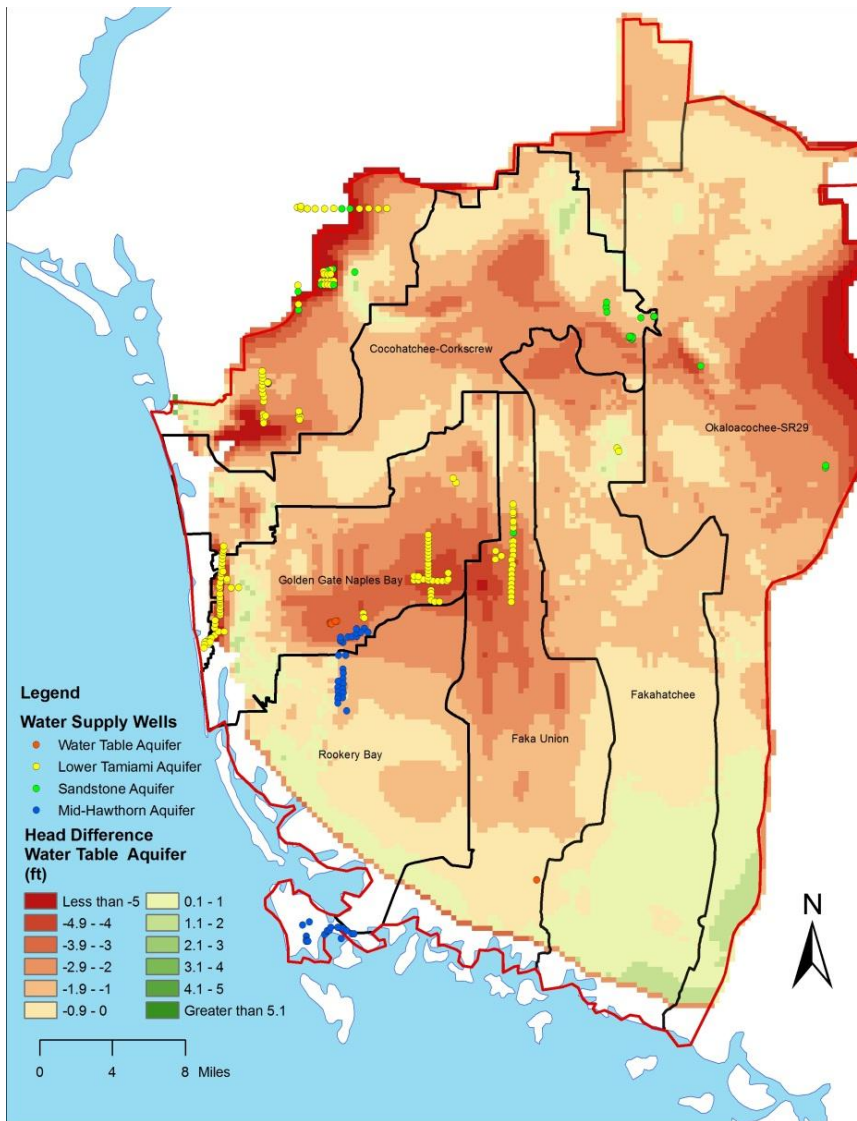 Cocohatchee-Corkscrew
Okaloacochee-SR29
Golden Gate Naples Bay
Fakahatchee
Faka Union
Rookery Bay
Legend
Water Supply Wells
Water Table Aquifer
Lower Tamiami Aquifer
Sandstone Aquifer
Mid-Hawthorn Aquifer
Head Difference
Water Table Aquifer
(ft)
Less than -5
-4.9 - -4
-3.9 - -3
-2.9 - -2
-1.9 - -1
-0.9 - 0
0.1 - 1
1.1 - 2
2.1 - 3
3.1 - 4
4.1 - 5
Greater than 5.1
0 4 8 Miles
N